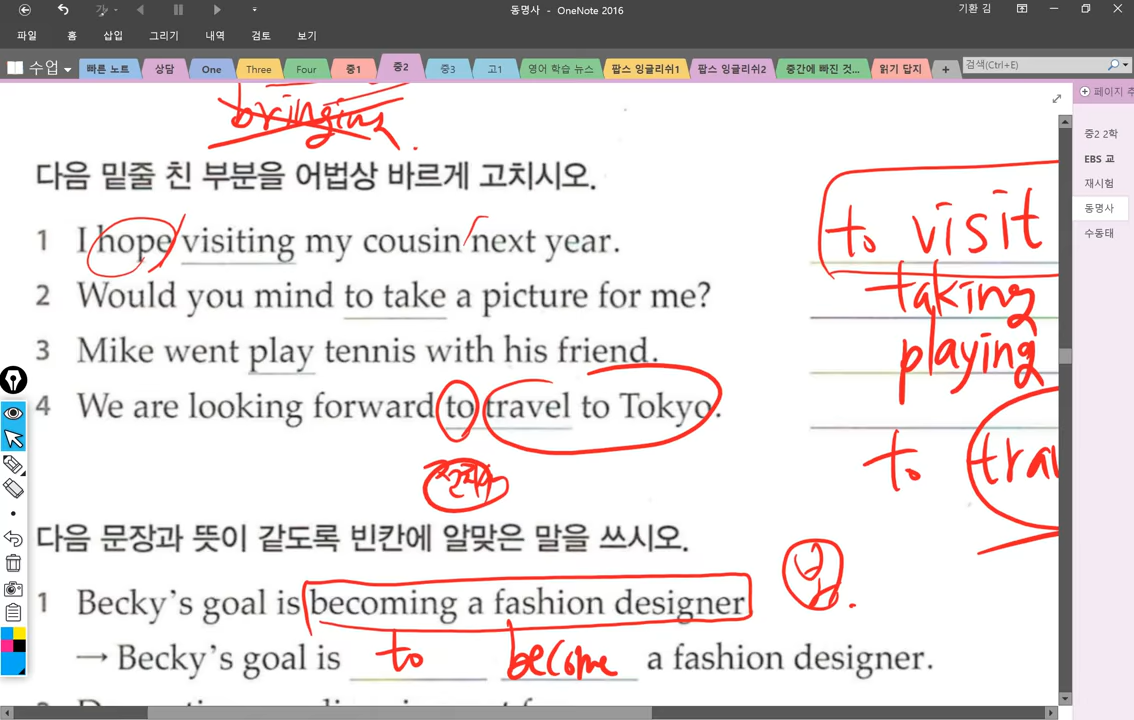 동명사 - OneNote 2016
기환 김
파일 홈 삽입 그리기 내역 검토 보기
수업 빠른 노트 상담 One Three Four 중1 중2 중3 고1 영어 학습 뉴스 팝스 잉글리쉬1 팝스 잉글리쉬2 중간에 빠진 것... 읽기 답지 + 검색(Ctrl+E)
페이지 추
중2 2학
EBS 교
재시험
동명사
수동태
bringing
다음 밑줄 친 부분을 어법상 바르게 고치시오.
1 I hope visiting my cousin next year.
to visit
2 Would you mind to take a picture for me?
taking
3 Mike went play tennis with his friend.
playing
4 We are looking forward to travel to Tokyo.
to trav
다음 문장과 뜻이 같도록 빈칸에 알맞은 말을 쓰시오.
1 Becky's goal is becoming a fashion designer
→ Becky's goal is to become a fashion designer.